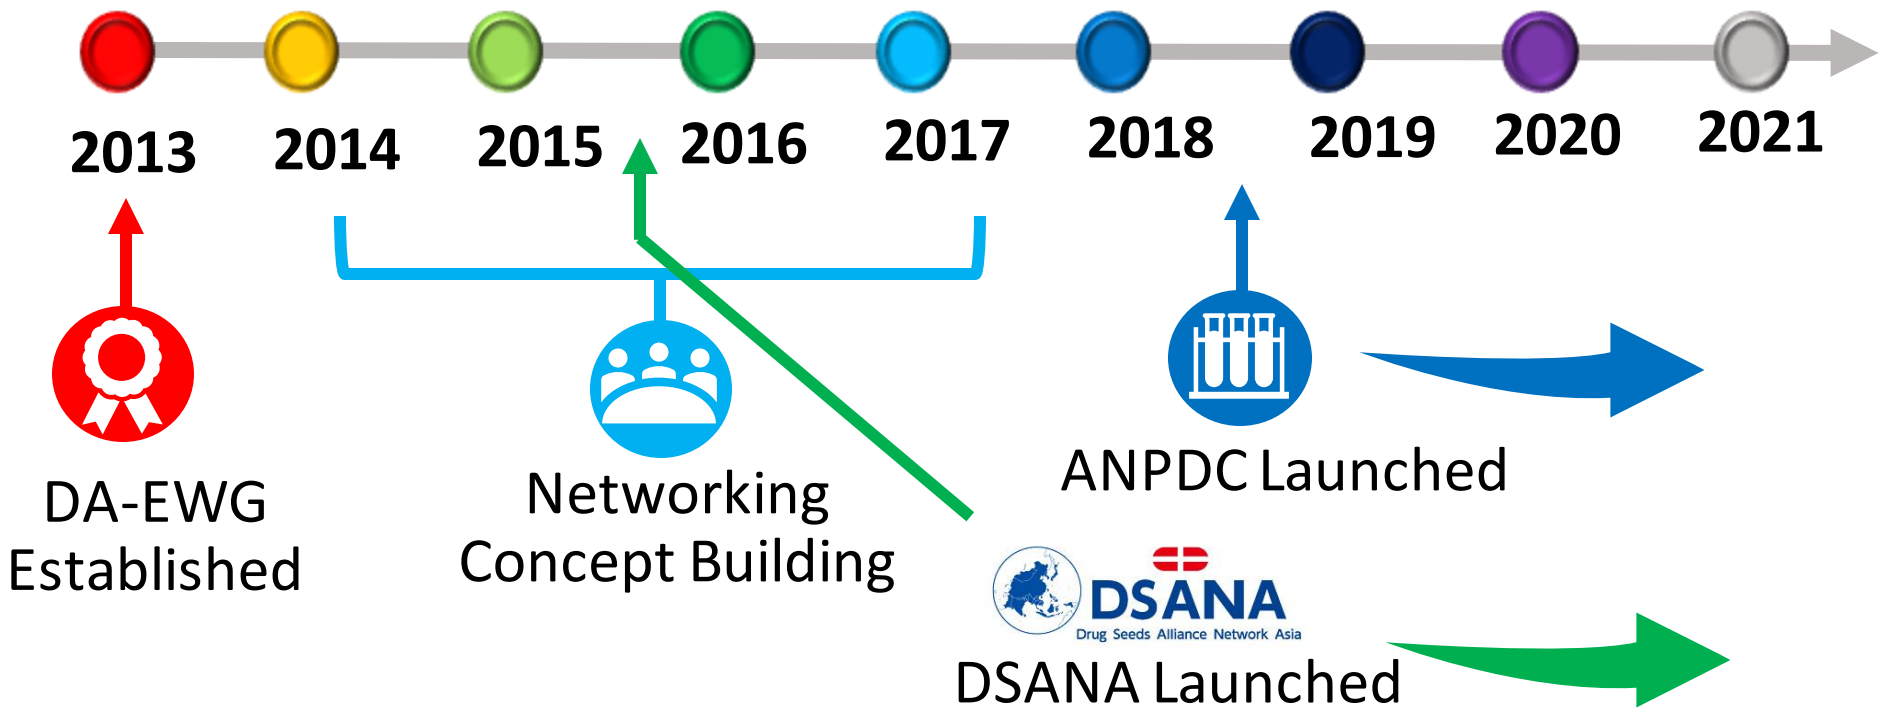 2013 2014 2015 2016 2017 2018 2019 2020 2021
DA-EWG
Established
Networking
Concept Building
ANPDC Launched
DSANA
Drug Seeds Alliance Network Asia
DSANA Launched